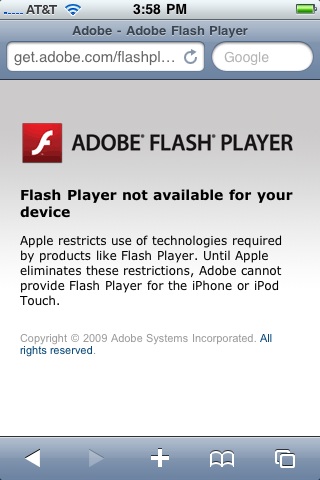 AT&T 3:58 PM
Adobe - Adobe Flash Player
get.adobe.com/flashpl... Google
ADOBE® FLASH® PLAYER
Flash Player not available for your
device
Apple restricts use of technologies required
by products like Flash Player. Until Apple
eliminates these restrictions, Adobe cannot
provide Flash Player for the iPhone or iPod
Touch.
Copyright © 2009 Adobe Systems Incorporated. All
rights reserved.